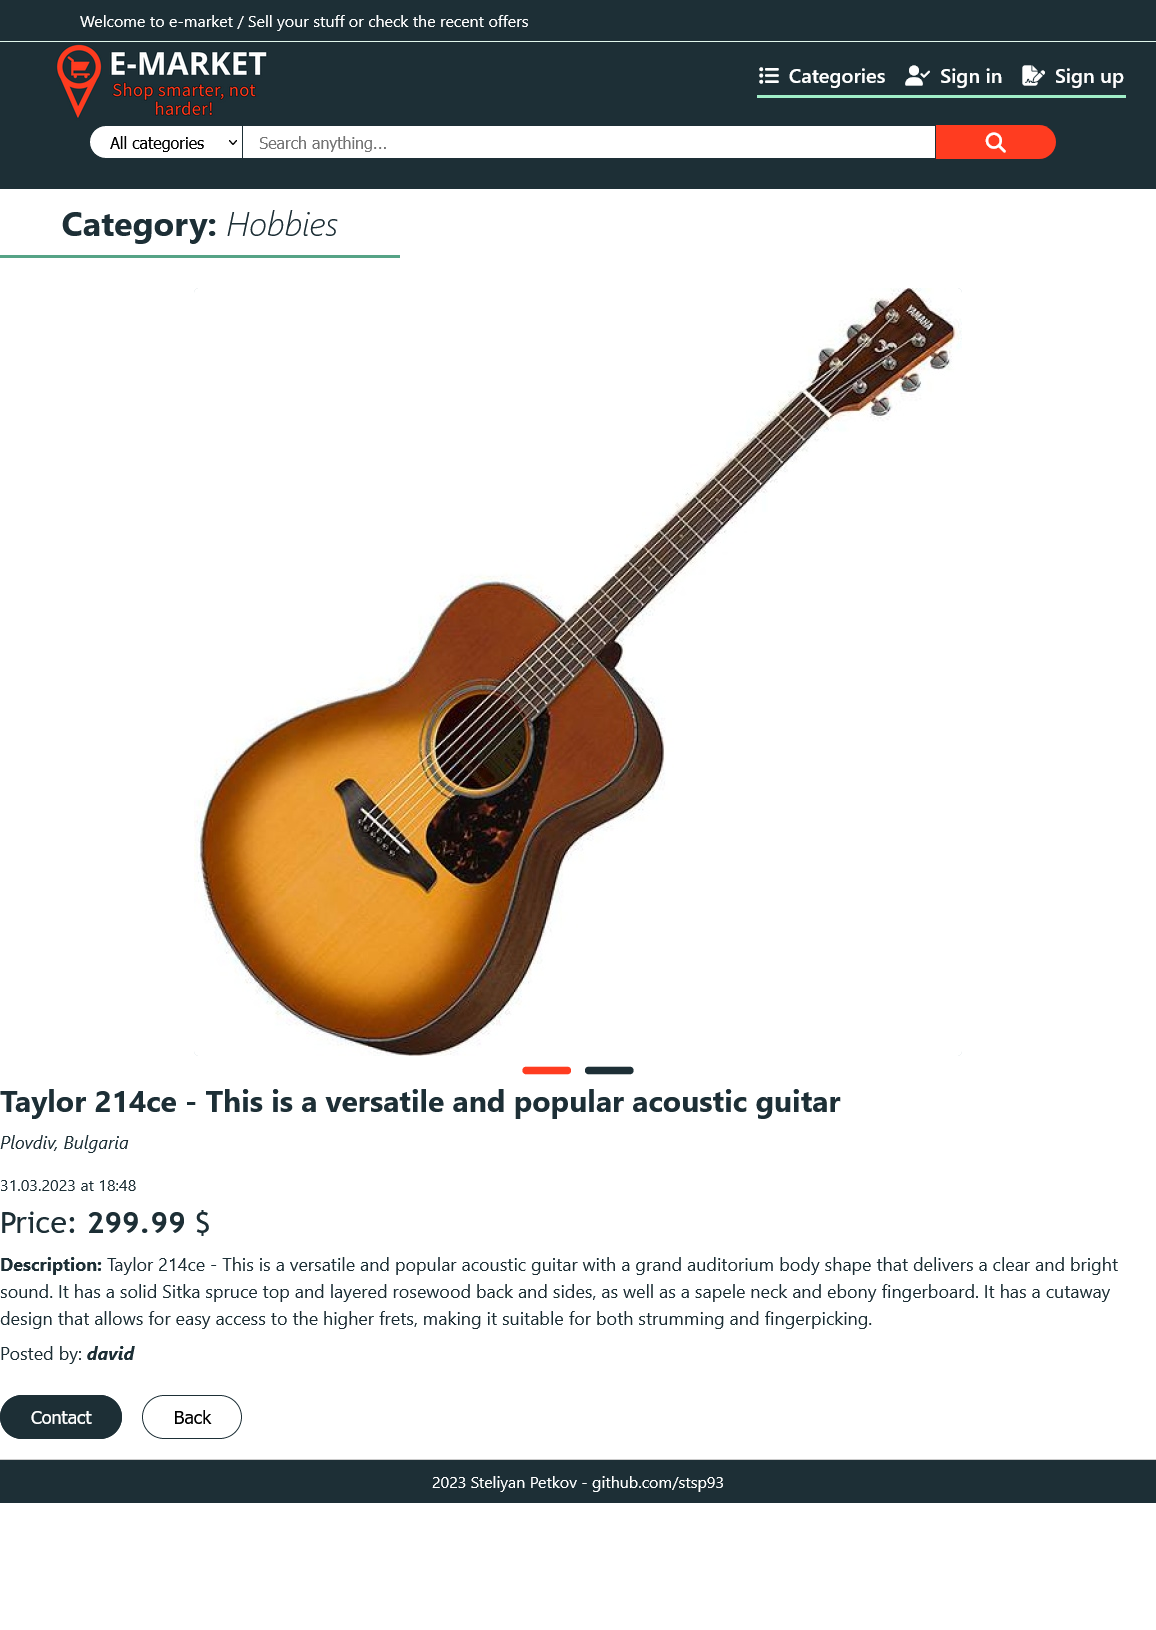 Welcome to e-market / Sell your stuff or check the recent offers
E-MARKET
Shop smarter, not
harder!
Categories
Sign in
Sign up
All categories
Search anything...
Category: Hobbies
YAMAHA
Taylor 214ce - This is a versatile and popular acoustic guitar
Plovdiv, Bulgaria
31.03.2023 at 18:48
Price: 299.99 $
Description: Taylor 214ce - This is a versatile and popular acoustic guitar with a grand auditorium body shape that delivers a clear and bright
sound. It has a solid Sitka spruce top and layered rosewood back and sides, as well as a sapele neck and ebony fingerboard. It has a cutaway
design that allows for easy access to the higher frets, making it suitable for both strumming and fingerpicking.
Posted by: david
Contact
Back
2023 Steliyan Petkov - github.com/stsp93